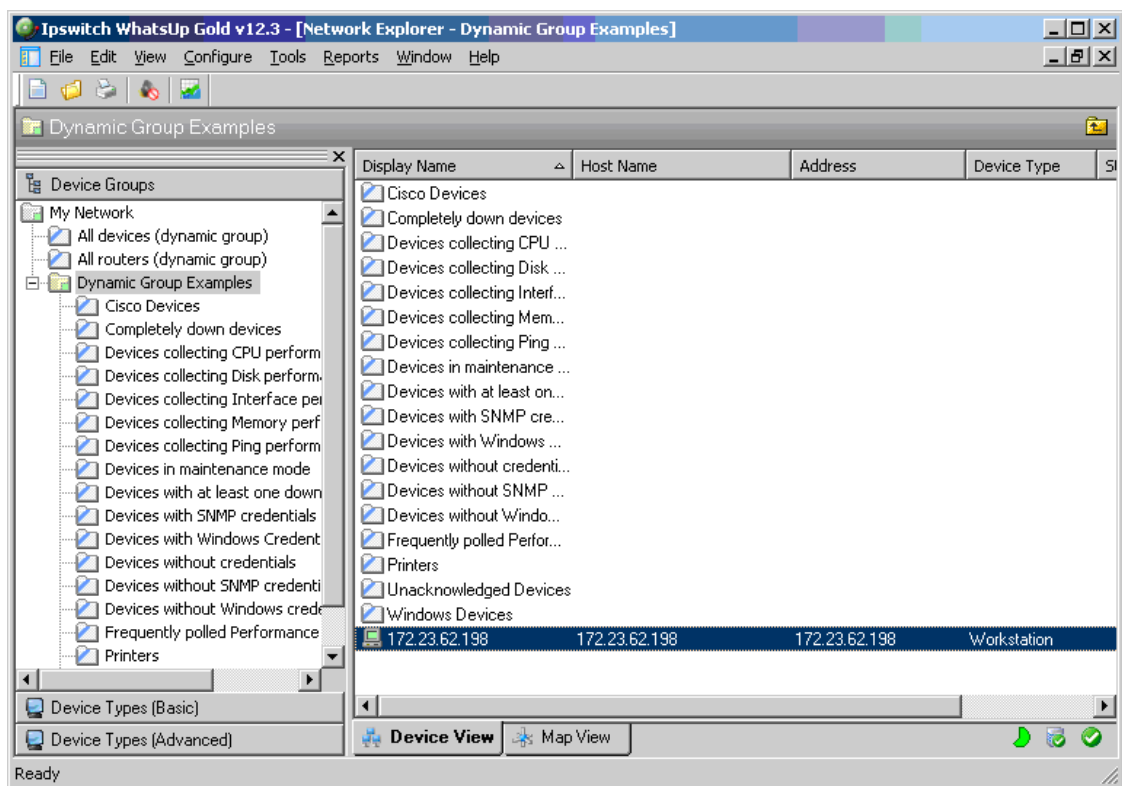 Ipswitch WhatsUp Gold v12.3 - [Network Explorer - Dynamic Group Examples]
File Edit View Configure Tools Reports Window Help
Dynamic Group Examples
Device Groups
My Network
All devices (dynamic group)
All routers (dynamic group)
Dynamic Group Examples
Cisco Devices
Completely down devices
Devices collecting CPU perform
Devices collecting Disk perform
Devices collecting Interface per
Devices collecting Memory perf
Devices collecting Ping perform
Devices in maintenance mode
Devices with at least one down
Devices with SNMP credentials
Devices with Windows Credent
Devices without credentials
Devices without SNMP credenti
Devices without Windows crede
Frequently polled Performance
Printers
Device Types (Basic)
Device Types (Advanced)
Display Name Host Name Address Device Type
Cisco Devices
Completely down devices
Devices collecting CPU ...
Devices collecting Disk ...
Devices collecting Interf...
Devices collecting Mem...
Devices collecting Ping ...
Devices in maintenance ...
Devices with at least on...
Devices with SNMP cre...
Devices with Windows ...
Devices without credenti...
Devices without SNMP ...
Devices without Windo...
Frequently polled Perfor...
Printers
Unacknowledged Devices
Windows Devices
172.23.62.198 172.23.62.198 172.23.62.198 Workstation
Device View Map View
Ready